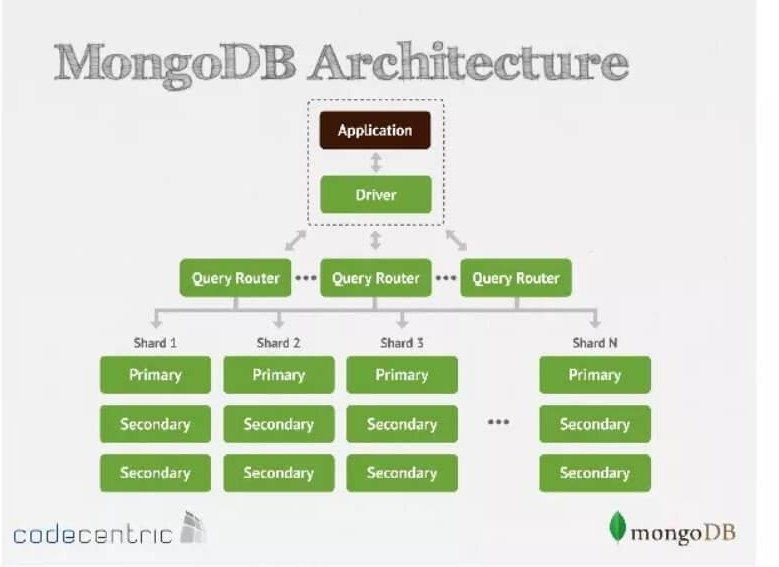 MongoDB Architecture
Application
Driver
Query Router ••• Query Router ••• Query Router
Shard 1 Shard 2 Shard 3 Shard N
Primary Primary Primary Primary
Secondary Secondary Secondary ••• Secondary
Secondary Secondary Secondary Secondary
codecentric mongoDB